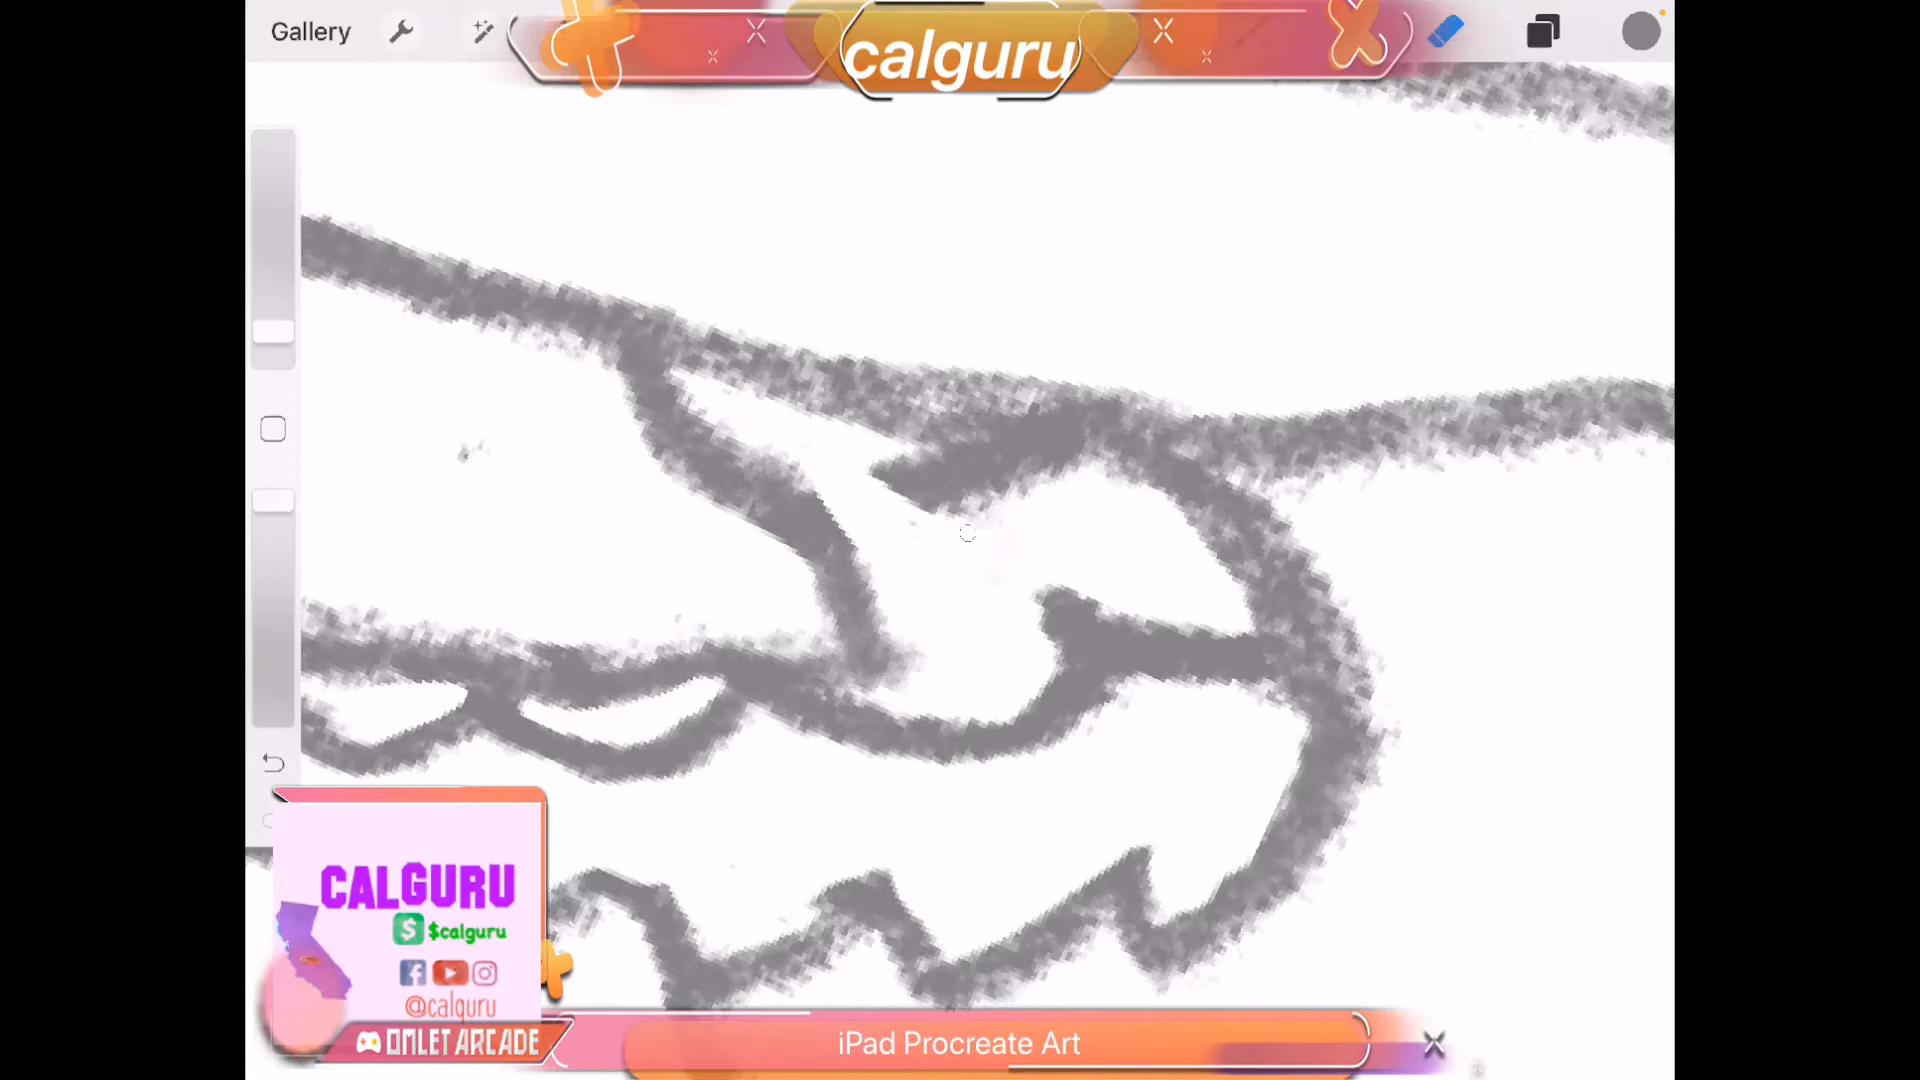 Gallery
calguru
CALGURU
$ $calguru
@calguru
OMLET ARCADE
iPad Procreate Art